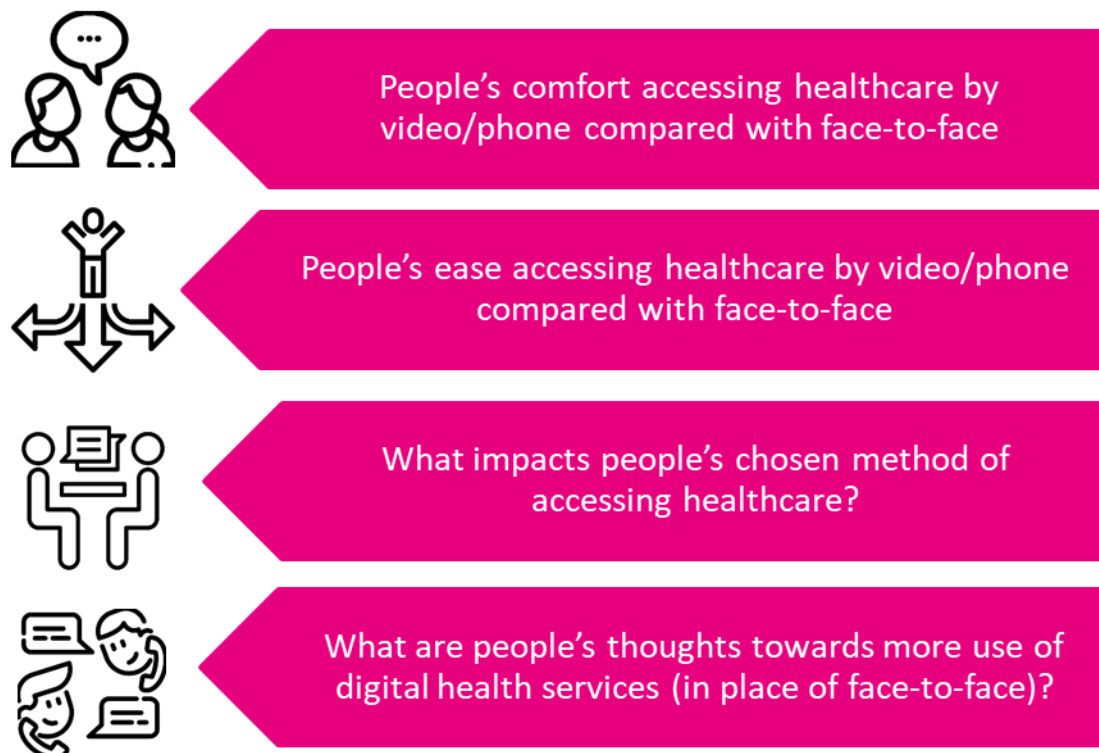 People’s comfort accessing healthcare by
video/phone compared with face-to-face
People’s ease accessing healthcare by video/phone
compared with face-to-face
What impacts people’s chosen method of
accessing healthcare?
What are people’s thoughts towards more use of
digital health services (in place of face-to-face)?